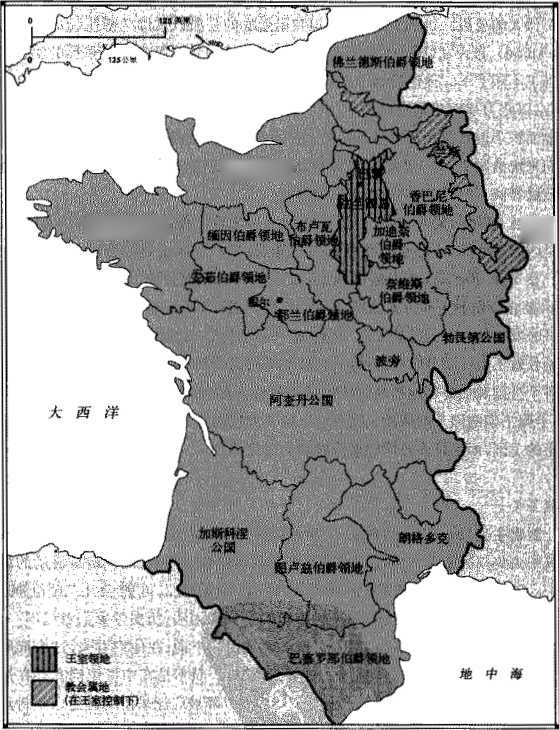 0 125 英里
0 125公里
佛兰德斯伯爵领地
香巴尼
伯爵领地
布卢瓦
伯爵领地
加迪奈
伯爵
领地
缅因伯爵领地
安茹伯爵领地
图尔
都兰伯爵领地
奈维斯
伯爵领地
勃艮第公国
波旁
阿奎丹公国
大西洋
加斯科涅
公国
图卢兹伯爵领地
朗格多克
巴塞罗那伯爵领地
地中海
王室领地
教会属地
(在王室控制下)